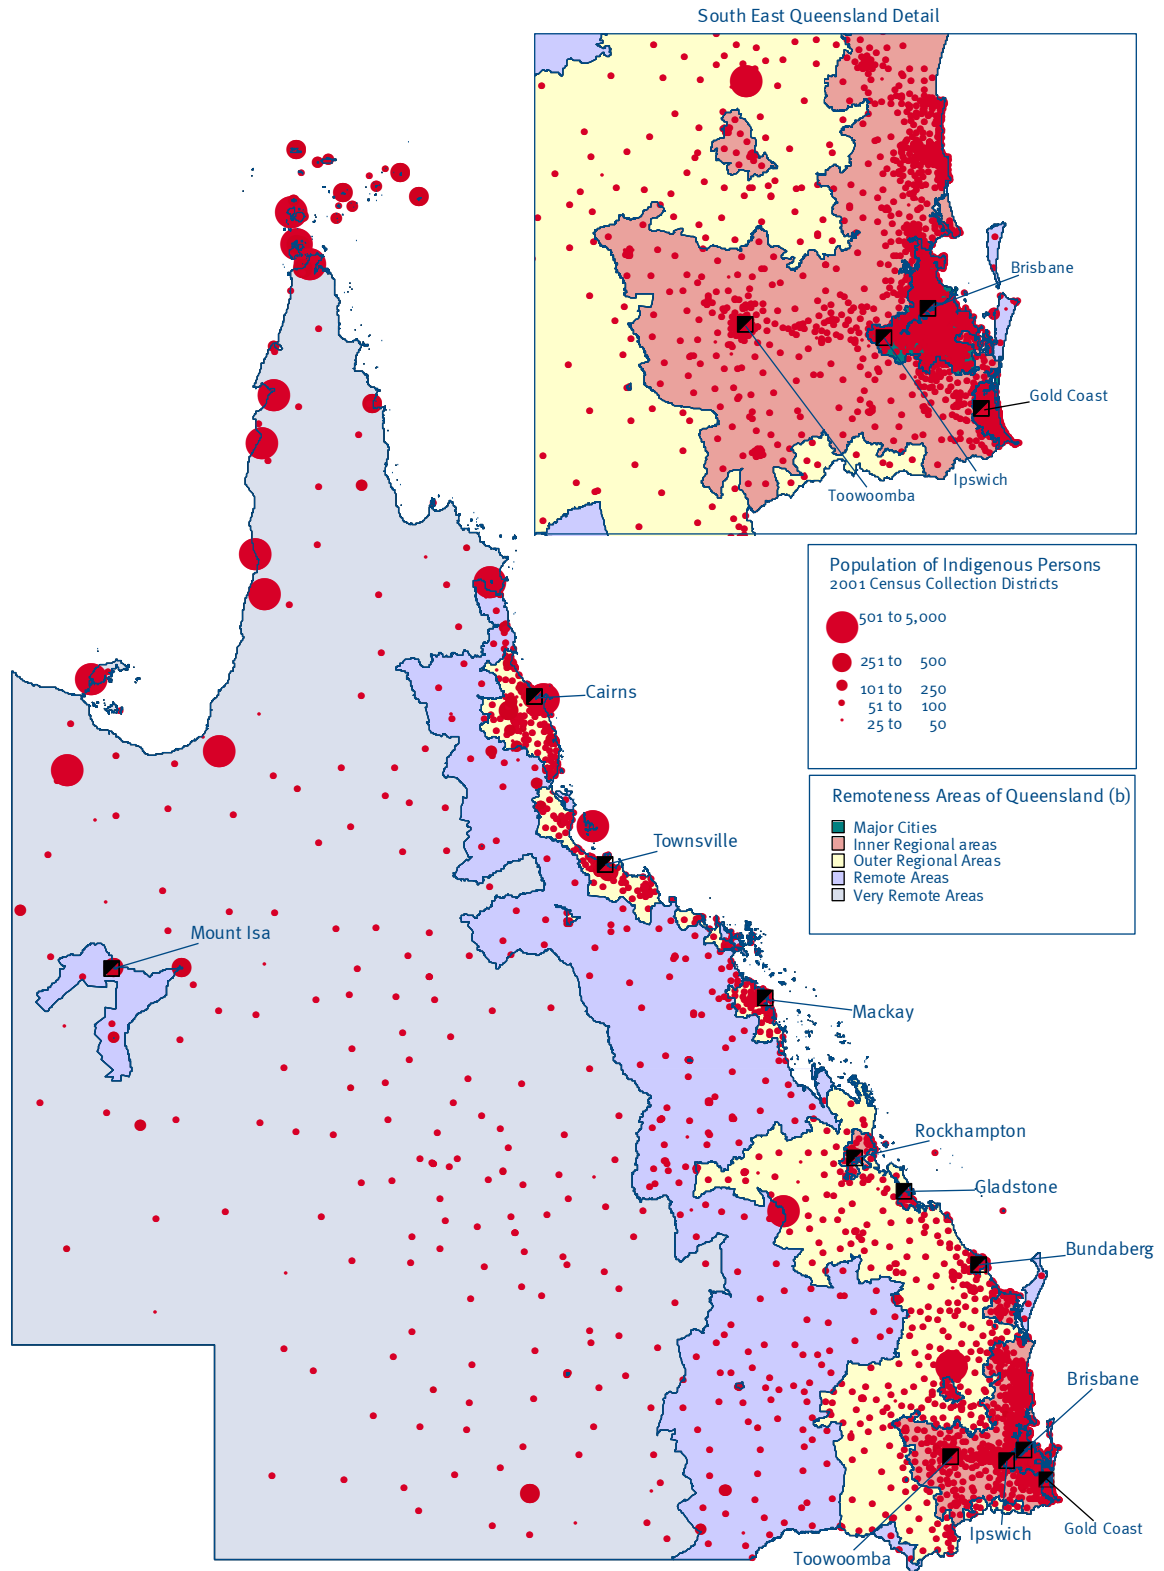 South East Queensland Detail
Brisbane
Gold Coast
Ipswich
Toowoomba
Population of Indigenous Persons
2001 Census Collection Districts
501 to 5,000
251 to 500
101 to 250
51 to 100
25 to 50
Cairns
Remoteness Areas of Queensland (b)
Major Cities
Inner Regional areas
Outer Regional Areas
Remote Areas
Very Remote Areas
Townsville
Mount Isa
Mackay
Rockhampton
Gladstone
Bundaberg
Brisbane
Gold Coast
Ipswich
Toowoomba